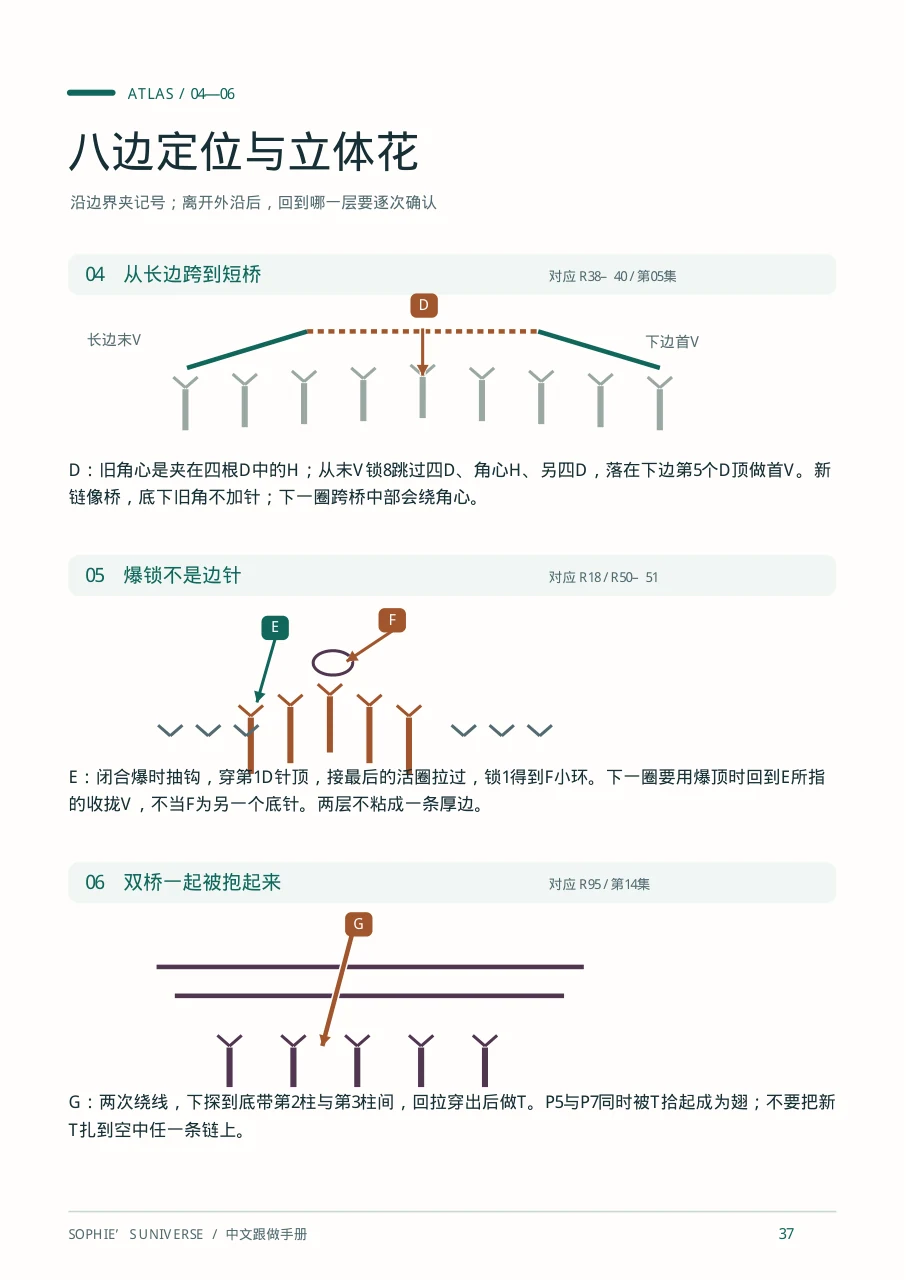 ATLAS / 04—06
八边定位与立体花
沿边界夹记号；离开外沿后，回到哪一层要逐次确认
04 从长边跨到短桥 对应 R38–40 / 第05集
D
长边末V
下边首V
D：旧角心是夹在四根D中的H；从末V锁8跳过四D、角心H、另四D，落在下边第5个D顶做首V。新
链像桥，底下旧角不加针；下一圈跨桥中部会绕角心。
05 爆锁不是边针 对应 R18 / R50–51
E
F
E：闭合爆时抽钩，穿第1D针顶，接最后的活圈拉过，锁1得到F小环。下一圈要用爆顶时回到E所指
的收拢V，不当F为另一个底针。两层不粘成一条厚边。
06 双桥一起被抱起来 对应 R95 / 第14集
G
G：两次绕线，下探到底带第2柱与第3柱间，回拉穿出后做T。P5与P7同时被T拾起成为翅；不要把新
T扎到空中任一条链上。
SOPHIE’ S UNIVERSE / 中文跟做手册 37